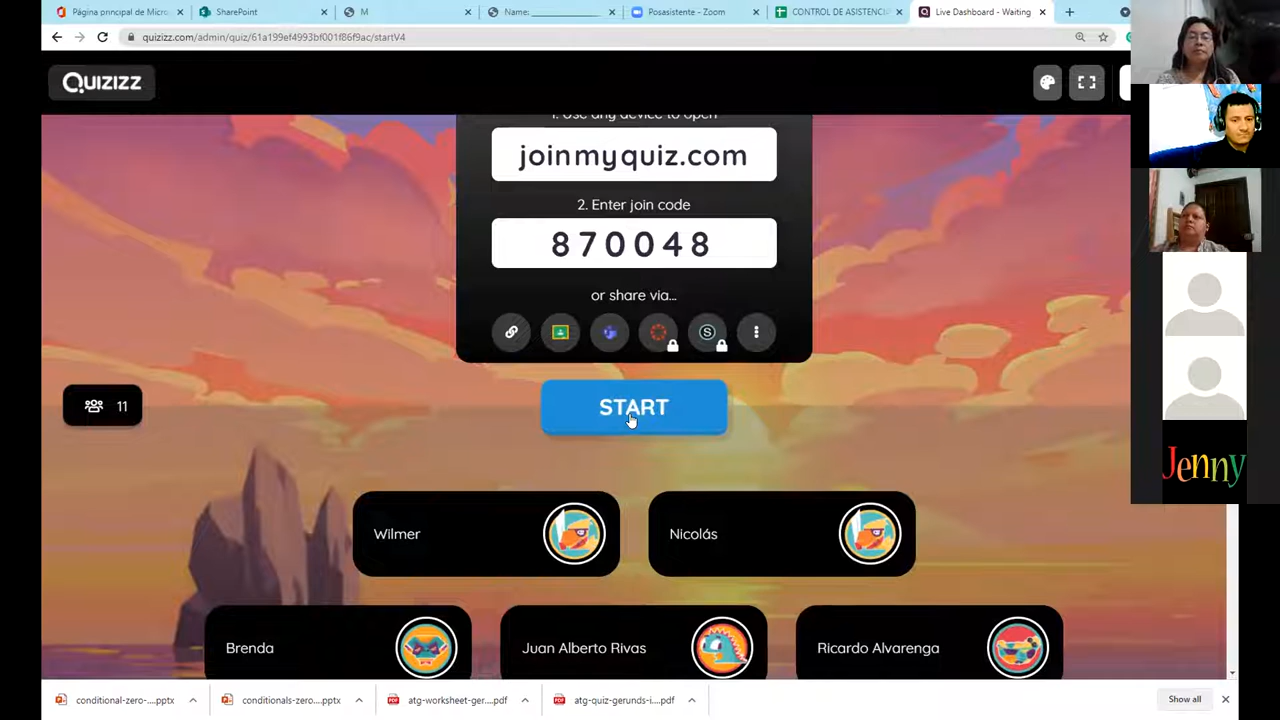 Página principal de Micros
SharePoint
M
Name: ____________
Posasistente - Zoom
CONTROL DE ASISTENCIA
Live Dashboard - Waiting
quizizz.com/admin/quiz/61a199ef4993bf001f86f9ac/startV4
QUIZIZZ
1. Use any device to open
joinmyquiz.com
2. Enter join code
870048
or share via...
11
START
Wilmer
Nicolás
Brenda
Juan Alberto Rivas
Ricardo Alvarenga
Jenny
conditional-zero-....pptx
conditionals-zero....pptx
atg-worksheet-ger....pdf
atg-quiz-gerunds-i....pdf
Show all